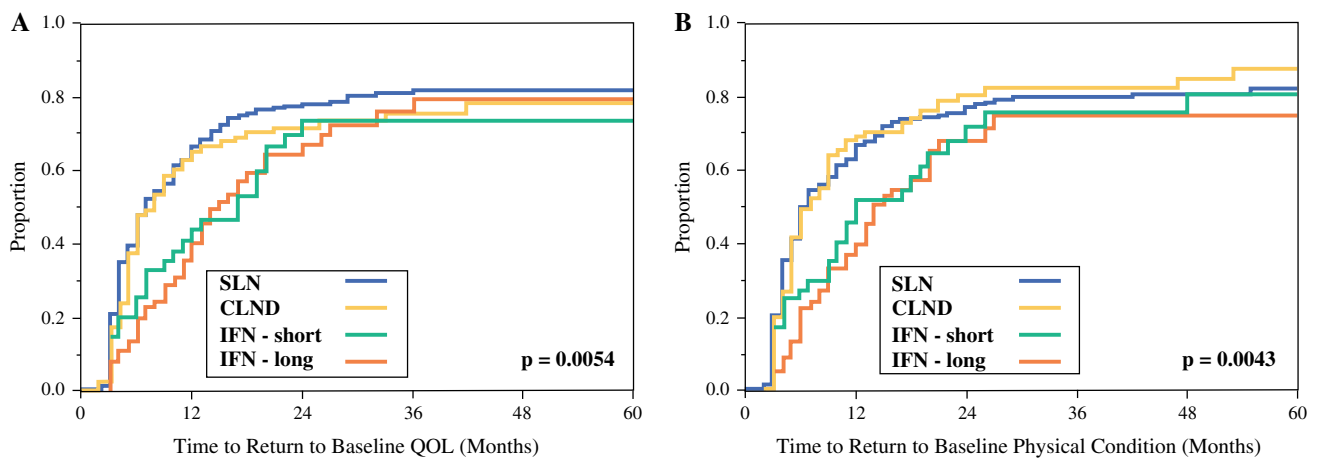 A
1.0
0.8
0.6
0.4
0.2
0.0
Proportion
SLN
CLND
IFN - short
IFN - long
p = 0.0054
0 12 24 36 48 60
Time to Return to Baseline QOL (Months)
B
1.0
0.8
0.6
0.4
0.2
0.0
Proportion
SLN
CLND
IFN - short
IFN - long
p = 0.0043
0 12 24 36 48 60
Time to Return to Baseline Physical Condition (Months)